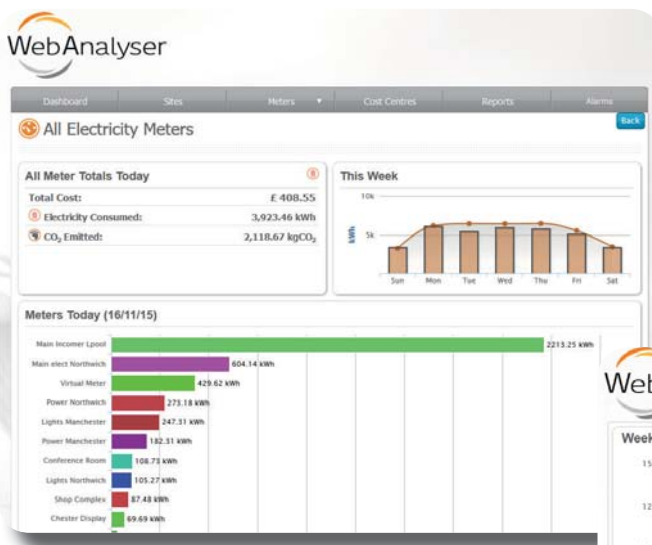 WebAnalyser
Dashboard Sites Meters Cost Centres Reports Alarms
All Electricity Meters
Back
All Meter Totals Today
Total Cost: £ 408.55
Electricity Consumed: 3,923.46 kWh
CO₂ Emitted: 2,118.67 kgCO₂
This Week
10k
5k
kWh
Sun Mon Tue Wed Thu Fri Sat
Meters Today (16/11/15)
Main Incomer Lpool 2213.25 kWh
Main elect Northwich 604.14 kWh
Virtual Meter 429.62 kWh
Power Northwich 273.18 kWh
Lights Manchester 247.31 kWh
Power Manchester 182.31 kWh
Conference Room 108.73 kWh
Lights Northwich 105.27 kWh
Shop Complex 87.48 kWh
Chester Display 69.69 kWh
Web
Week
15
12